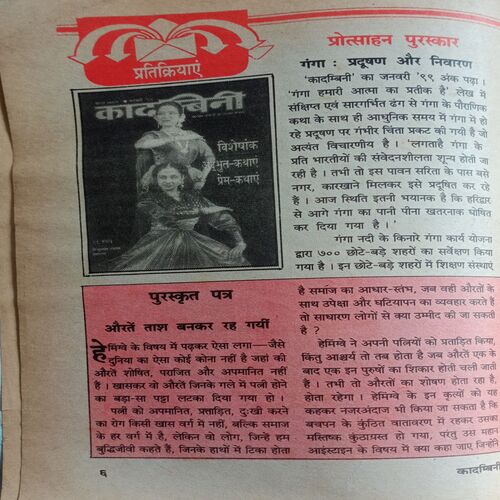 प्रतिक्रियाएं
कादम्बिनी
विशेषांक
अद्भुत-कथाएं
प्रेम-कथाएं
प्रोत्साहन पुरस्कार
गंगा : प्रदूषण और निवारण
'कादम्बिनी' का जनवरी '९९ अंक पढ़ा ।
'गंगा हमारी आत्मा का प्रतीक है' लेख में
संक्षिप्त एवं सारगर्भित ढंग से गंगा के पौराणिक
कथा के साथ ही आधुनिक समय में गंगा में हो
रहे प्रदूषण पर गंभीर चिंता प्रकट की गयी है जो
अत्यंत विचारणीय है । 'लगताहै गंगा के
प्रति भारतीयों की संवेदनशीलता शून्य होती जा
रही है । तभी तो इस पावन सरिता के पास बसे
नगर, कारखाने मिलकर इसे प्रदूषित कर रहे
हैं । आज स्थिति इतनी भयानक है कि हरिद्वार
से आगे गंगा का पानी पीना खतरनाक घोषित
कर दिया गया है ।'
गंगा नदी के किनारे गंगा कार्य योजना
द्वारा ७०० छोटे-बड़े शहरों का सर्वेक्षण किया
गया है । इन छोटे-बड़े शहरों में शिक्षण संस्थाएं
पुरस्कृत पत्र
औरतें ताश बनकर रह गयीं
हेमिंग्वे के विषय में पढ़कर ऐसा लगा—जैसे
दुनिया का ऐसा कोई कोना नहीं है जहां की
औरतें शोषित, पराजित और अपमानित नहीं
हैं । खासकर वो औरतें जिनके गले में पत्नी होने
का बड़ा-सा पट्टा लटका दिया गया हो ।
पत्नी को अपमानित, प्रताड़ित, दुःखी करने
का रोग किसी खास वर्ग में नहीं, बल्कि समाज
के हर वर्ग में है, लेकिन वो लोग, जिन्हें हम
बुद्धिजीवी कहते हैं, जिनके हाथों में टिका होता
है समाज का आधार-स्तंभ, जब वही औरतों के
साथ उपेक्षा और घटियापन का व्यवहार करते हैं
तो साधारण लोगों से क्या उम्मीद की जा सकती
है ?
हेमिंग्वे ने अपनी पत्नियों को प्रताड़ित किया,
किंतु आश्चर्य तो तब होता है जब औरतें एक के
बाद एक इन पुरुषों का शिकार होती चली जाती
हैं । तभी तो औरतों का शोषण होता रहा है,
होता रहेगा । हेमिंग्वे के इन कृत्यों को यह
कहकर नजरअंदाज भी किया जा सकता है कि
बचपन के कुंठित वातावरण में रहकर उसका
मस्तिष्क कुंठाग्रस्त हो गया, परंतु उस महान
आइंस्टाइन के विषय में क्या कहा जाए जिन्होंने
६
कादम्बिनी